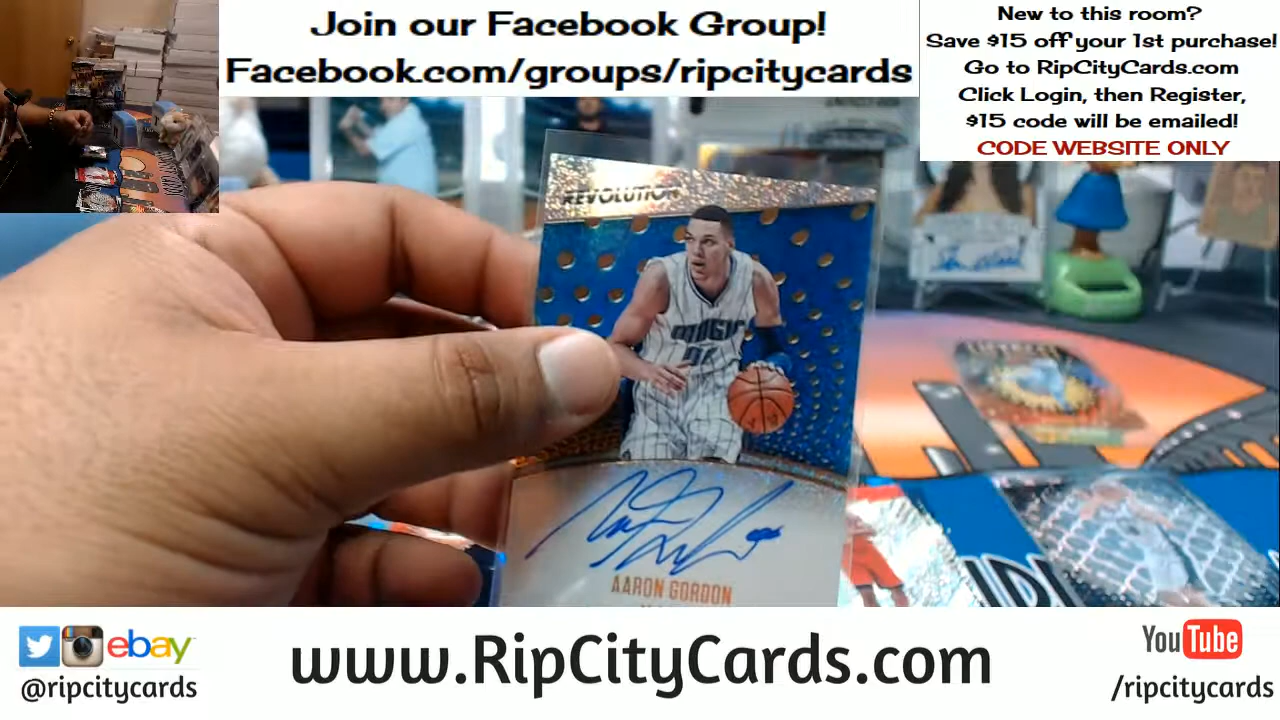 Join our Facebook Group!
Facebook.com/groups/ripcitycards
New to this room?
Save $15 off your 1st purchase!
Go to RipCityCards.com
Click Login, then Register,
$15 code will be emailed!
CODE WEBSITE ONLY
REVOLUTION
MAGIC
AARON GORDON
ebay
@ripcitycards
www.RipCityCards.com
YouTube
/ripcitycards